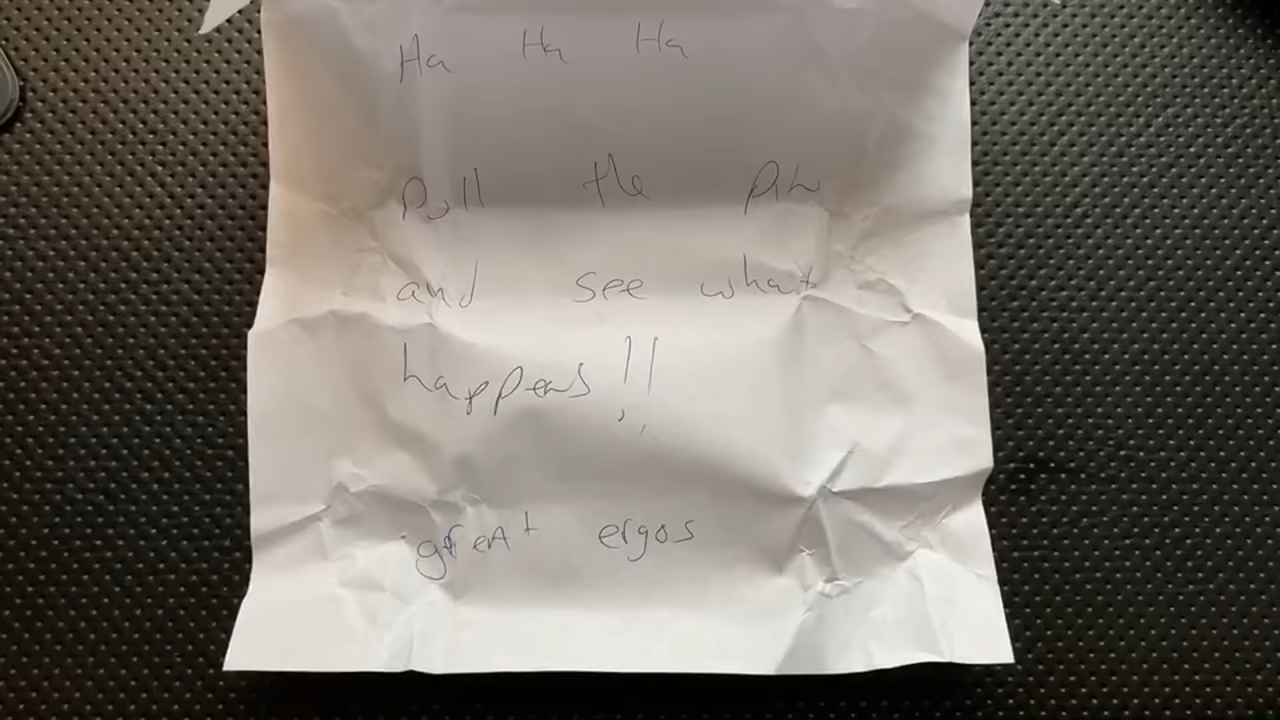 Ha Ha Ha
Pull the pin
and see what
happens!!
great ergos